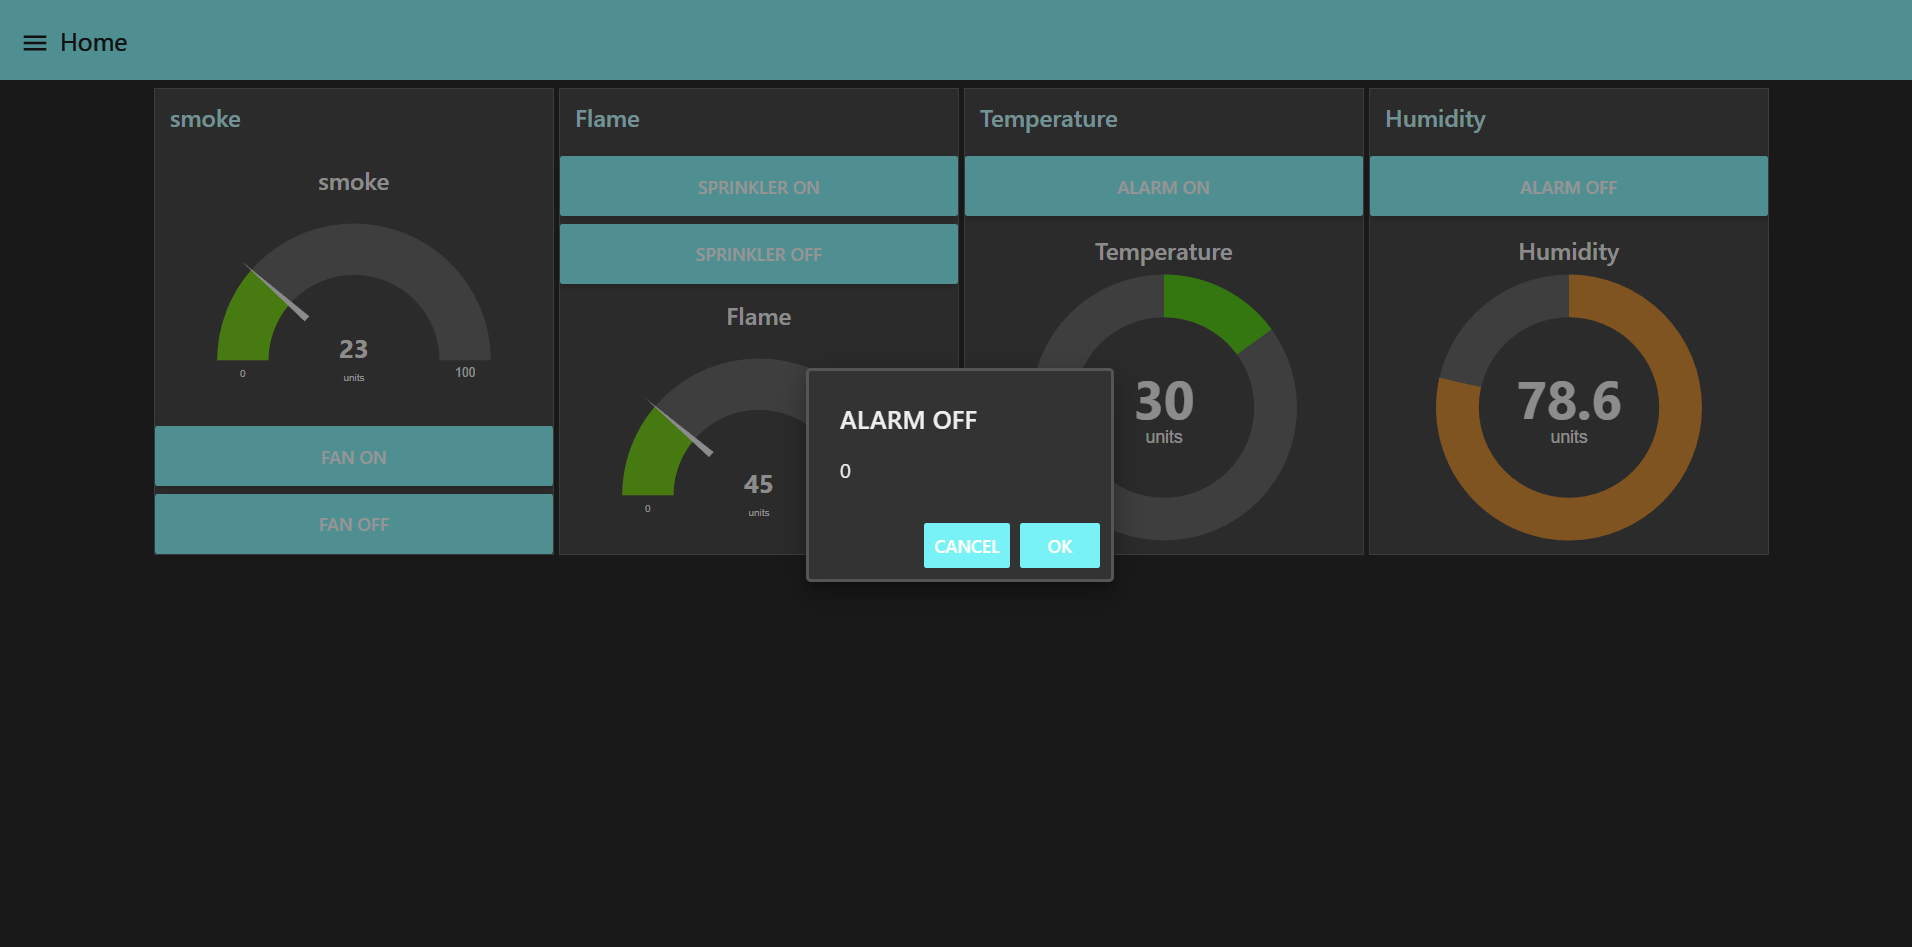 Home
smoke
smoke
23
0
units
100
FAN ON
FAN OFF
Flame
SPRINKLER ON
SPRINKLER OFF
Flame
45
0
units
Temperature
ALARM ON
Temperature
30
units
Humidity
ALARM OFF
Humidity
78.6
units
ALARM OFF
0
CANCEL
OK